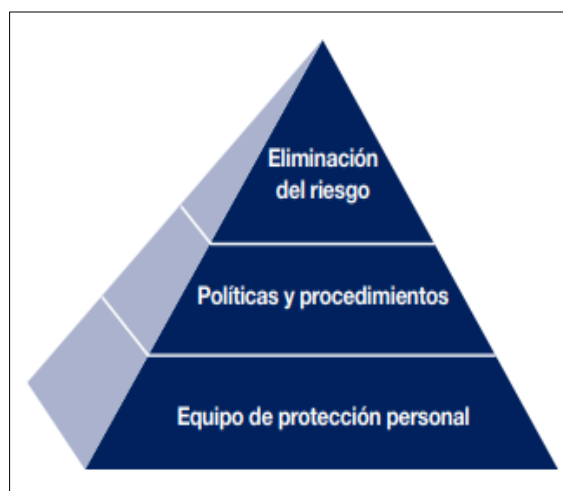 Eliminación
del riesgo
Políticas y procedimientos
Equipo de protección personal